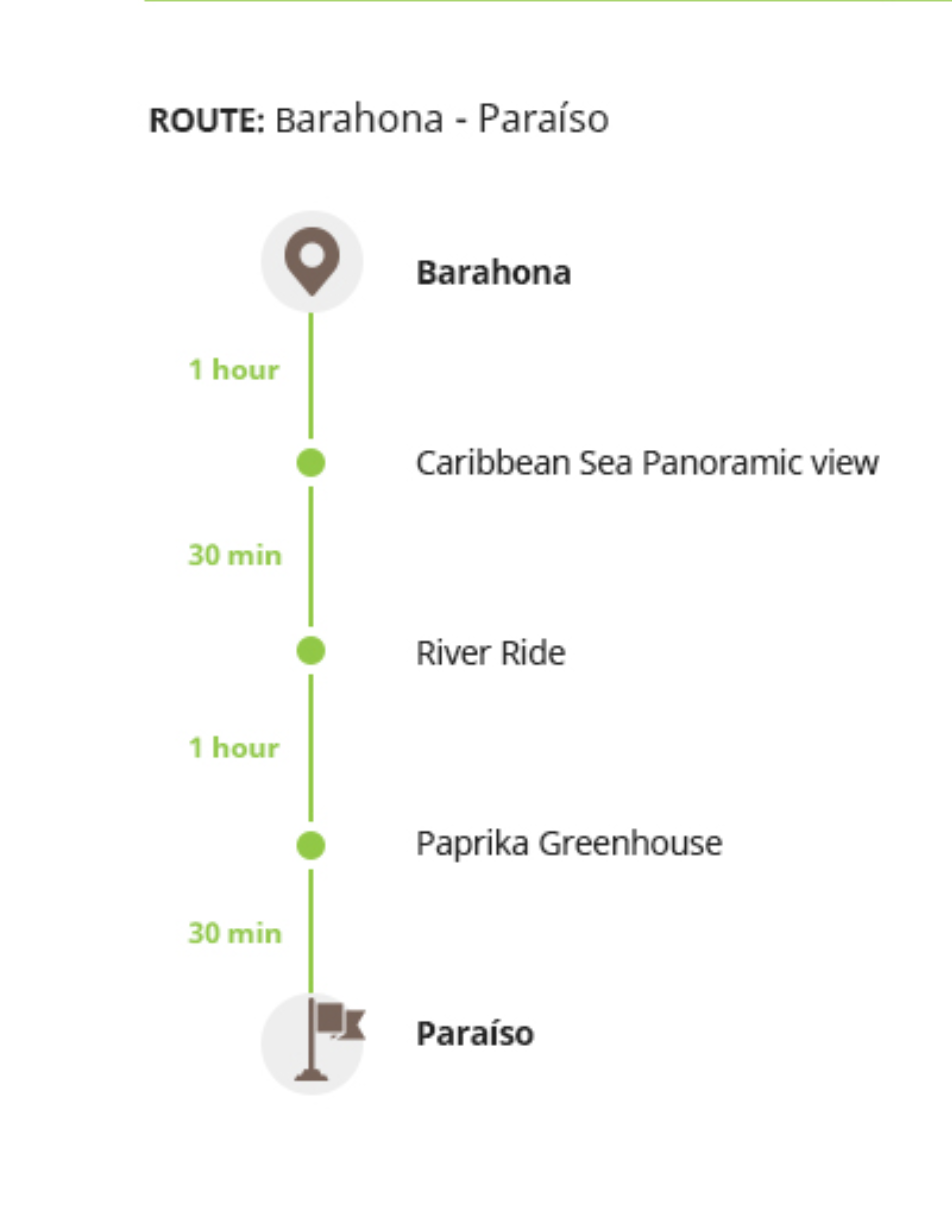 ROUTE: Barahona - Paraíso
Barahona
1 hour
Caribbean Sea Panoramic view
30 min
River Ride
1 hour
Paprika Greenhouse
30 min
Paraíso